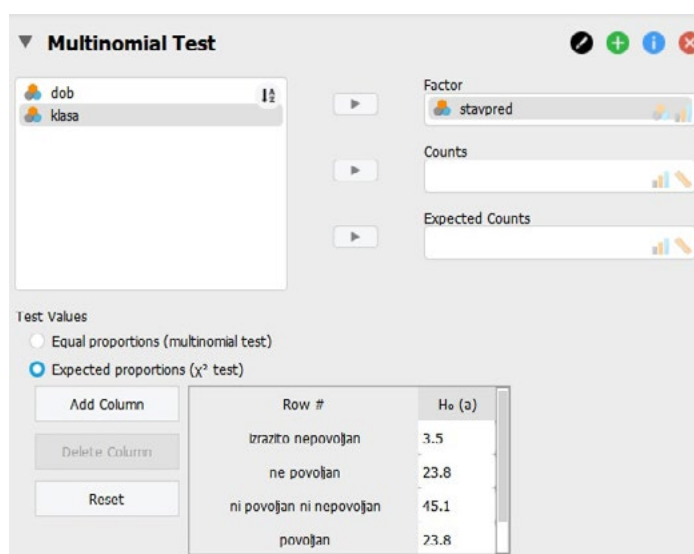 Multinomial Test
dob
klasa
Factor
stavpred
Counts
Expected Counts
Test Values
Equal proportions (multinomial test)
Expected proportions (χ² test)
Add Column
Delete Column
Reset
Row # H₀ (a)
izrazito nepovoljan 3.5
ne povoljan 23.8
ni povoljan ni nepovoljan 45.1
povoljan 23.8